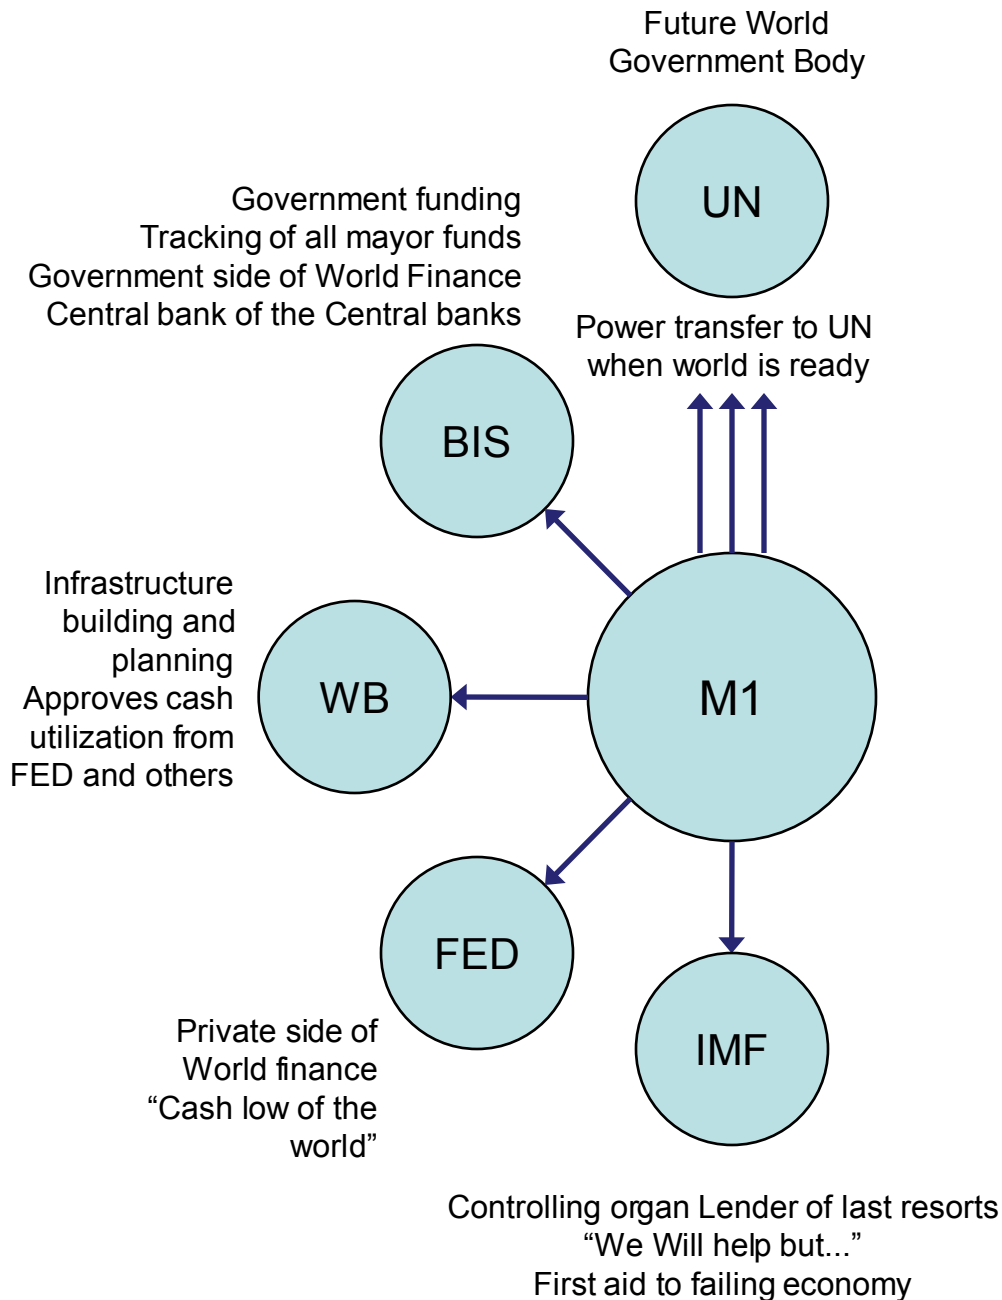 Future World
Government Body
UN
Government funding
Tracking of all mayor funds
Government side of World Finance
Central bank of the Central banks
Power transfer to UN
when world is ready
BIS
Infrastructure
building and
planning
Approves cash
utilization from
FED and others
WB
M1
FED
Private side of
World finance
“Cash low of the
world”
IMF
Controlling organ Lender of last resorts
“We Will help but...”
First aid to failing economy